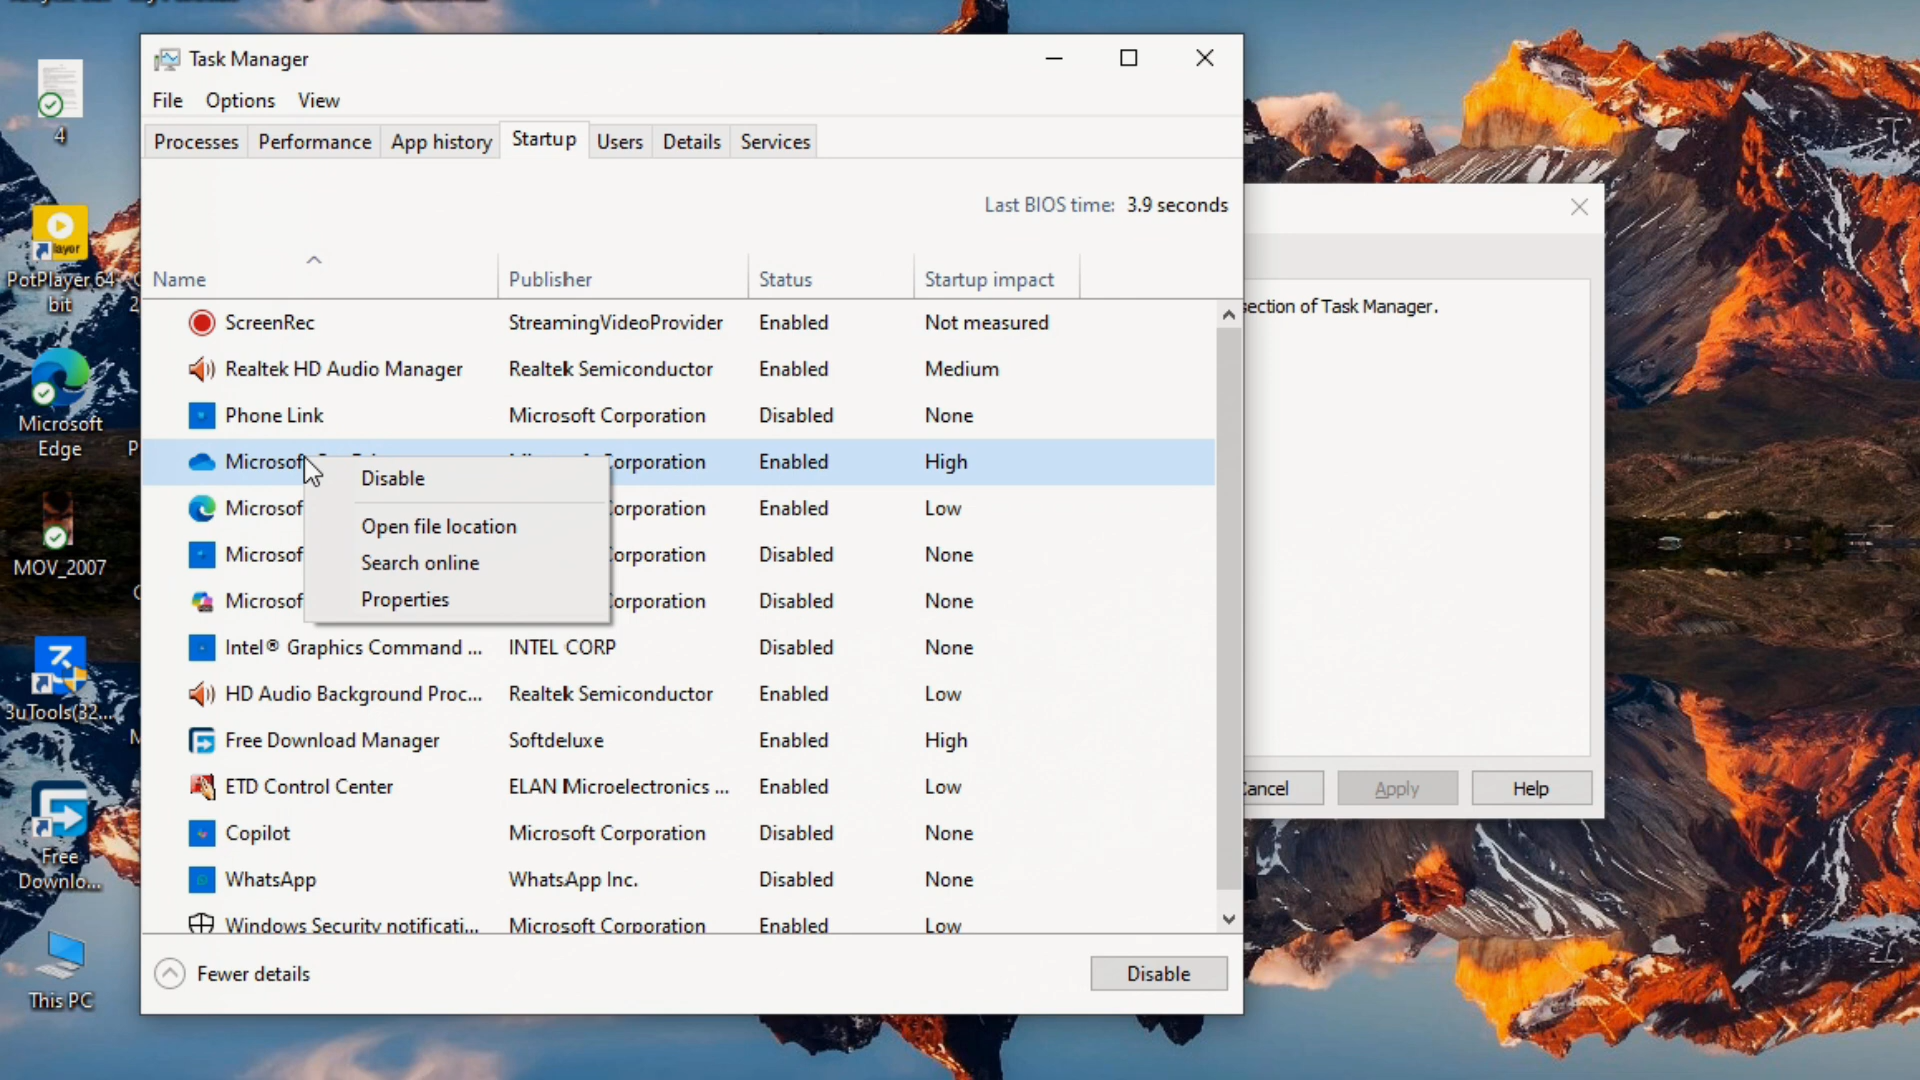 Task Manager
File Options View
Processes Performance App history Startup Users Details Services
Last BIOS time: 3.9 seconds
Name Publisher Status Startup impact
ScreenRec StreamingVideoProvider Enabled Not measured
Realtek HD Audio Manager Realtek Semiconductor Enabled Medium
Phone Link Microsoft Corporation Disabled None
Microsof Corporation Enabled High
Microsof orporation Enabled Low
Microsof orporation Disabled None
Microsof orporation Disabled None
Intel® Graphics Command ... INTEL CORP Disabled None
HD Audio Background Proc... Realtek Semiconductor Enabled Low
Free Download Manager Softdeluxe Enabled High
ETD Control Center ELAN Microelectronics ... Enabled Low
Copilot Microsoft Corporation Disabled None
WhatsApp WhatsApp Inc. Disabled None
Windows Security notificati... Microsoft Corporation Enabled Low
Fewer details
Disable
Disable
Open file location
Search online
Properties
section of Task Manager.
Cancel Apply Help
4
layer
PotPlayer 64
bit
Microsoft
Edge
MOV_2007
3uTools(32...
Free
Downlo...
This PC